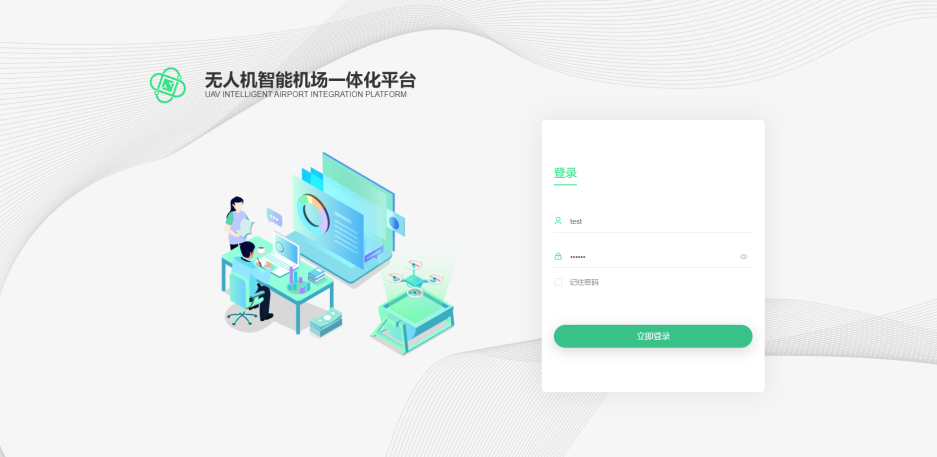 无人机智能机场一体化平台
UAV INTELLIGENT AIRPORT INTEGRATION PLATFORM
登录
test
••••••
记住密码
立即登录